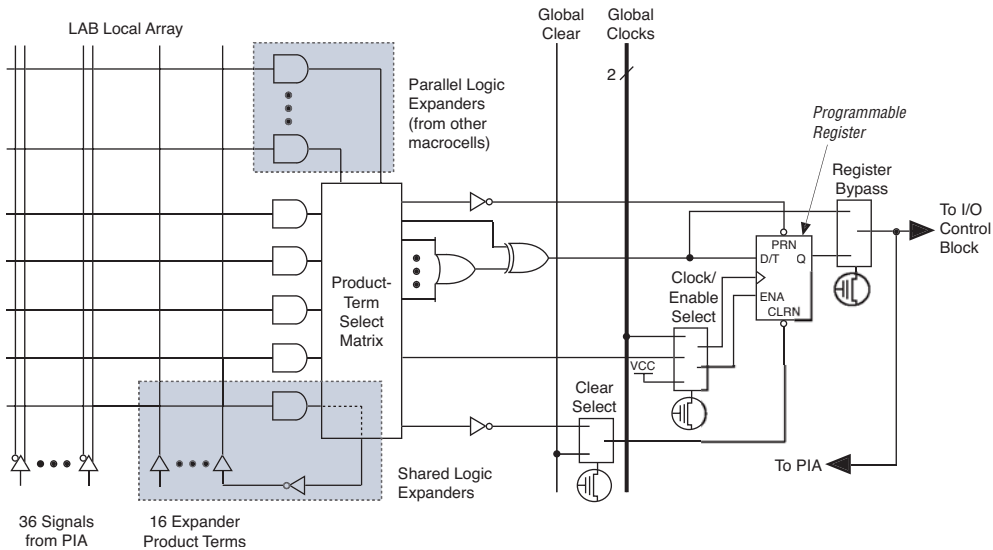 LAB Local Array
Global
Clear
Global
Clocks
2
Parallel Logic
Expanders
(from other
macrocells)
Programmable
Register
Register
Bypass
To I/O
Control
Block
PRN
D/T Q
ENA
CLRN
Clock/
Enable
Select
Product-
Term
Select
Matrix
VCC
Clear
Select
To PIA
Shared Logic
Expanders
36 Signals
from PIA
16 Expander
Product Terms